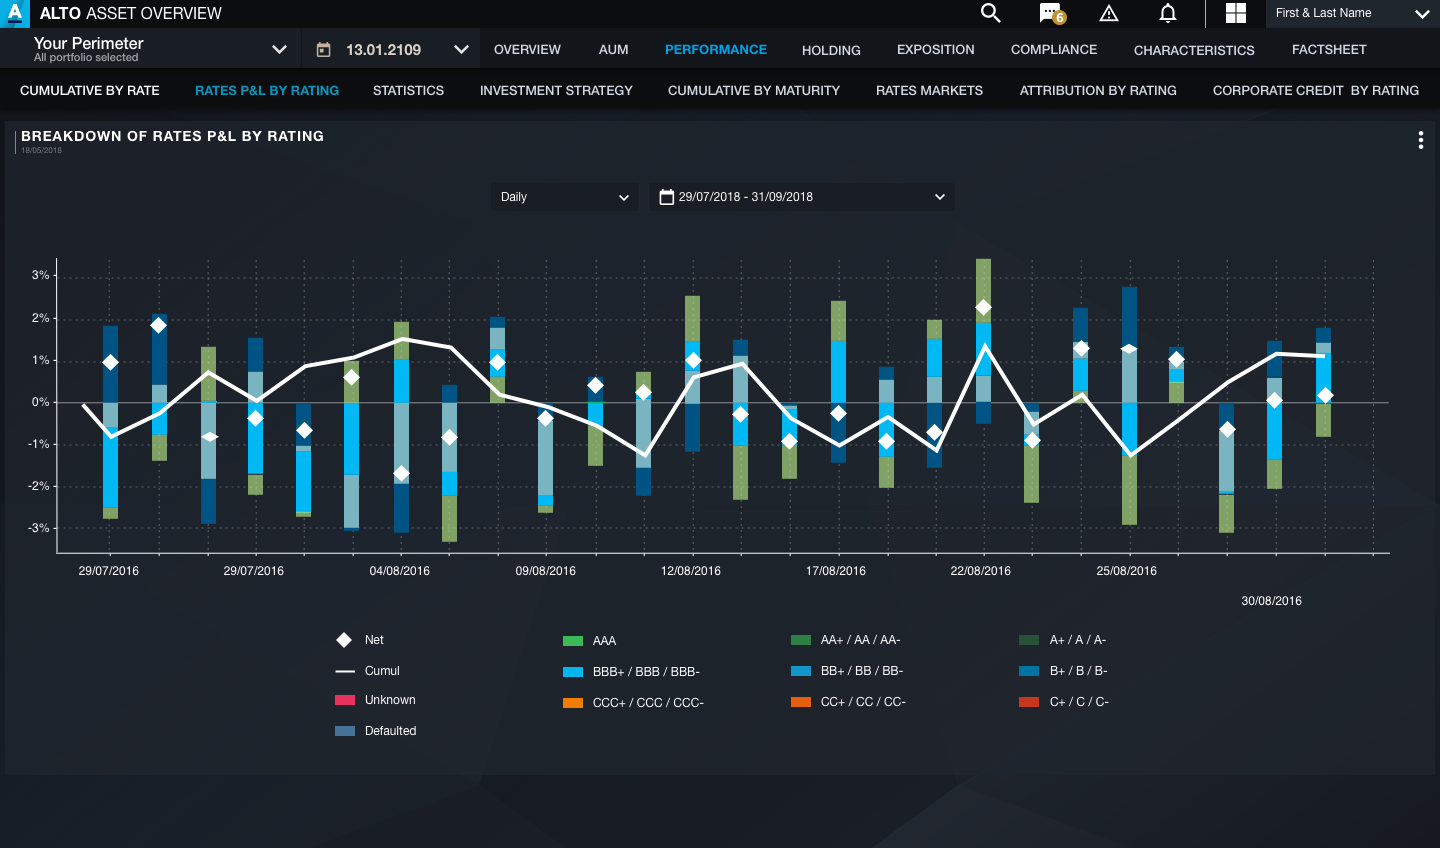 A ALTO ASSET OVERVIEW
6
First & Last Name
Your Perimeter
All portfolio selected
13.01.2109
OVERVIEW AUM PERFORMANCE HOLDING EXPOSITION COMPLIANCE CHARACTERISTICS FACTSHEET
CUMULATIVE BY RATE RATES P&L BY RATING STATISTICS INVESTMENT STRATEGY CUMULATIVE BY MATURITY RATES MARKETS ATTRIBUTION BY RATING CORPORATE CREDIT BY RATING
BREAKDOWN OF RATES P&L BY RATING
18/05/2018
Daily 29/07/2018 - 31/09/2018
3%
2%
1%
0%
-1%
-2%
-3%
29/07/2016 29/07/2016 04/08/2016 09/08/2016 12/08/2016 17/08/2016 22/08/2016 25/08/2016
30/08/2016
Net AAA AA+ / AA / AA- A+ / A / A-
Cumul BBB+ / BBB / BBB- BB+ / BB / BB- B+ / B / B-
Unknown CCC+ / CCC / CCC- CC+ / CC / CC- C+ / C / C-
Defaulted